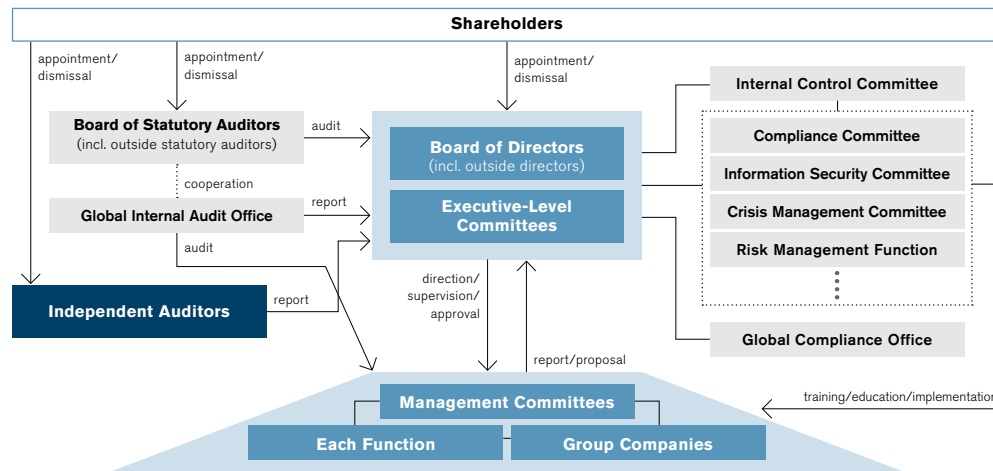 Shareholders
appointment/
dismissal
appointment/
dismissal
appointment/
dismissal
Internal Control Committee
Board of Statutory Auditors
(incl. outside statutory auditors)
audit
Board of Directors
(incl. outside directors)
Compliance Committee
Information Security Committee
cooperation
Global Internal Audit Office
report
Executive-Level
Committees
Crisis Management Committee
Risk Management Function
audit
direction/
supervision/
approval
Independent Auditors
report
Global Compliance Office
report/proposal
Management Committees
training/education/implementation
Each Function
Group Companies